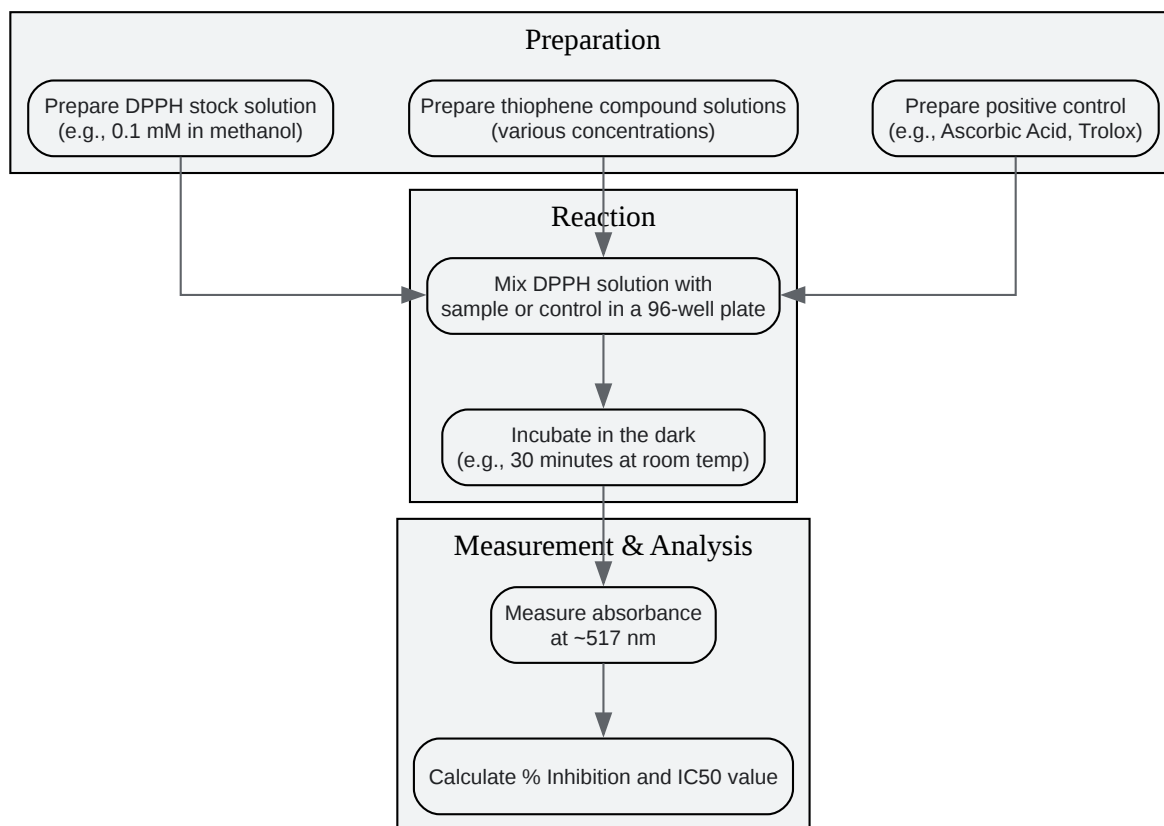 Preparation
Prepare DPPH stock solution
(e.g., 0.1 mM in methanol)
Prepare thiophene compound solutions
(various concentrations)
Prepare positive control
(e.g., Ascorbic Acid, Trolox)
Reaction
Mix DPPH solution with
sample or control in a 96-well plate
Incubate in the dark
(e.g., 30 minutes at room temp)
Measurement & Analysis
Measure absorbance
at ~517 nm
Calculate % Inhibition and IC50 value